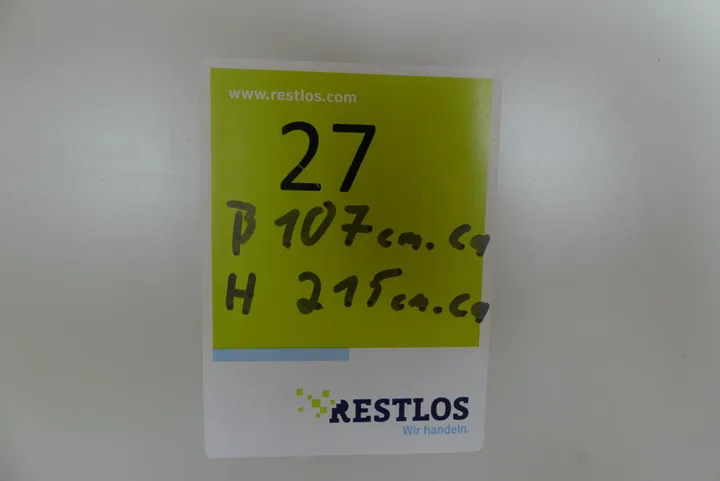 www.restlos.com
27
B 107cm. ca
H 215cm. ca
RESTLOS
Wir handeln.